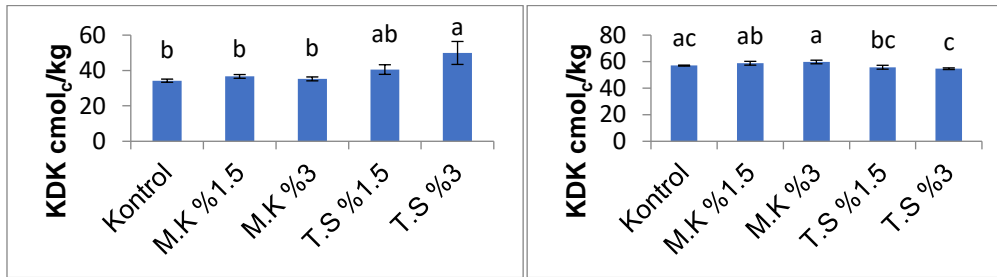 KDK cmolc/kg
60
40
20
0
b
b
b
ab
a
Kontrol
M.K %1.5
M.K %3
T.S %1.5
T.S %3
KDK cmolc/kg
80
60
40
20
0
ac
ab
a
bc
c
Kontrol
M.K %1.5
M.K %3
T.S %1.5
T.S %3